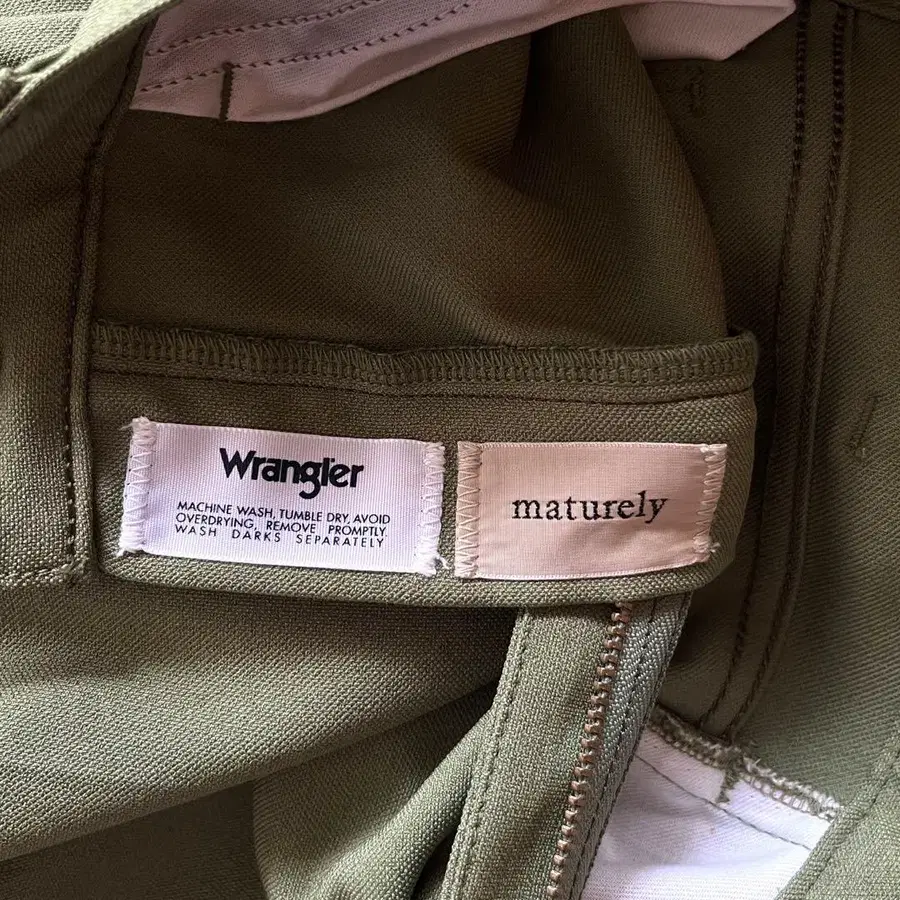 Wrangler
MACHINE WASH, TUMBLE DRY, AVOID
OVERDRYING, REMOVE PROMPTLY.
WASH DARKS SEPARATELY
maturely